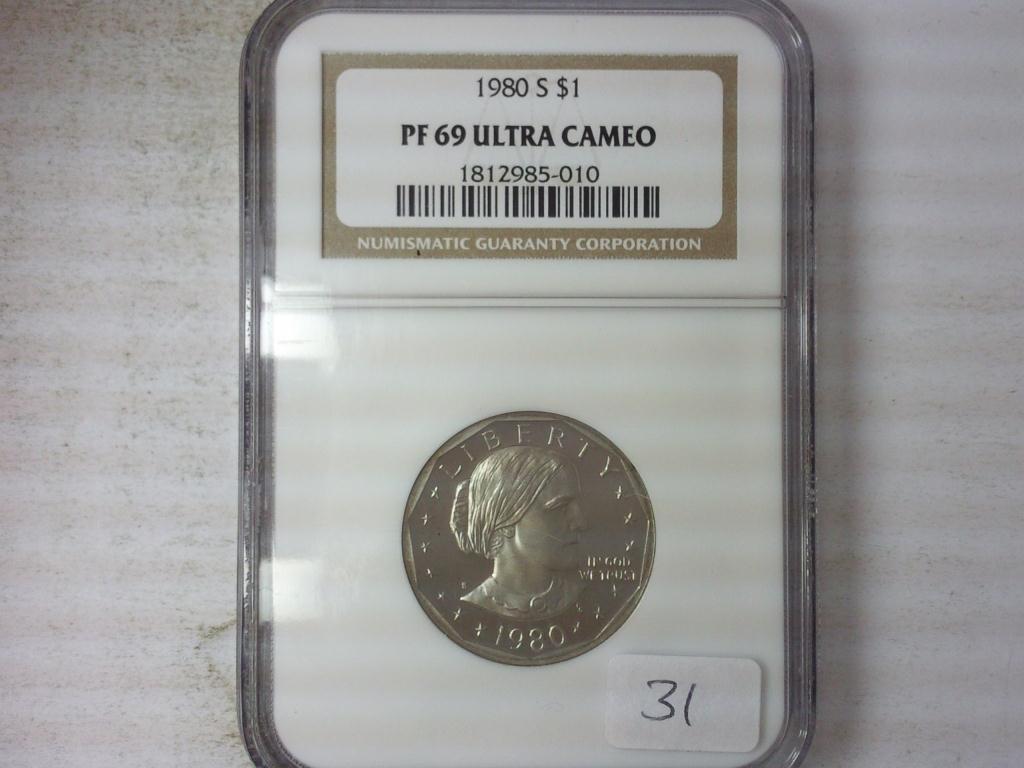 1980 S $1
PF 69 ULTRA CAMEO
1812985-010
NUMISMATIC GUARANTY CORPORATION
LIBERTY
IN GOD
WE TRUST
S
1980
31